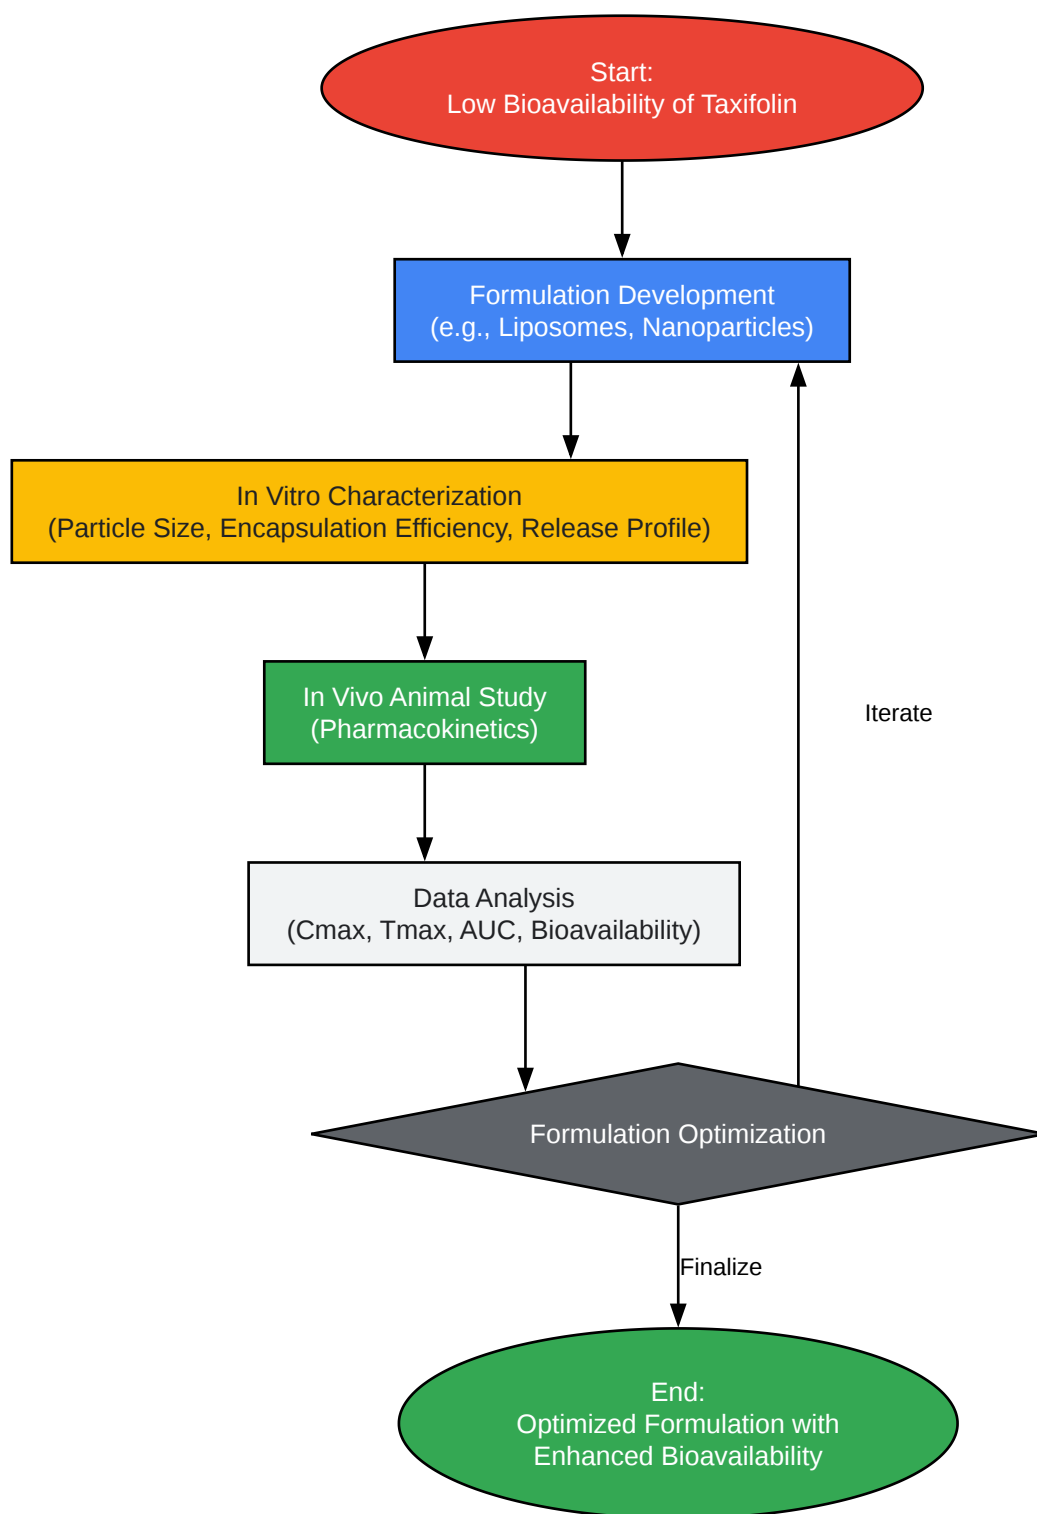 Start:
Low Bioavailability of Taxifolin
Formulation Development
(e.g., Liposomes, Nanoparticles)
In Vitro Characterization
(Particle Size, Encapsulation Efficiency, Release Profile)
In Vivo Animal Study
(Pharmacokinetics)
Iterate
Data Analysis
(Cmax, Tmax, AUC, Bioavailability)
Formulation Optimization
Finalize
End:
Optimized Formulation with
Enhanced Bioavailability